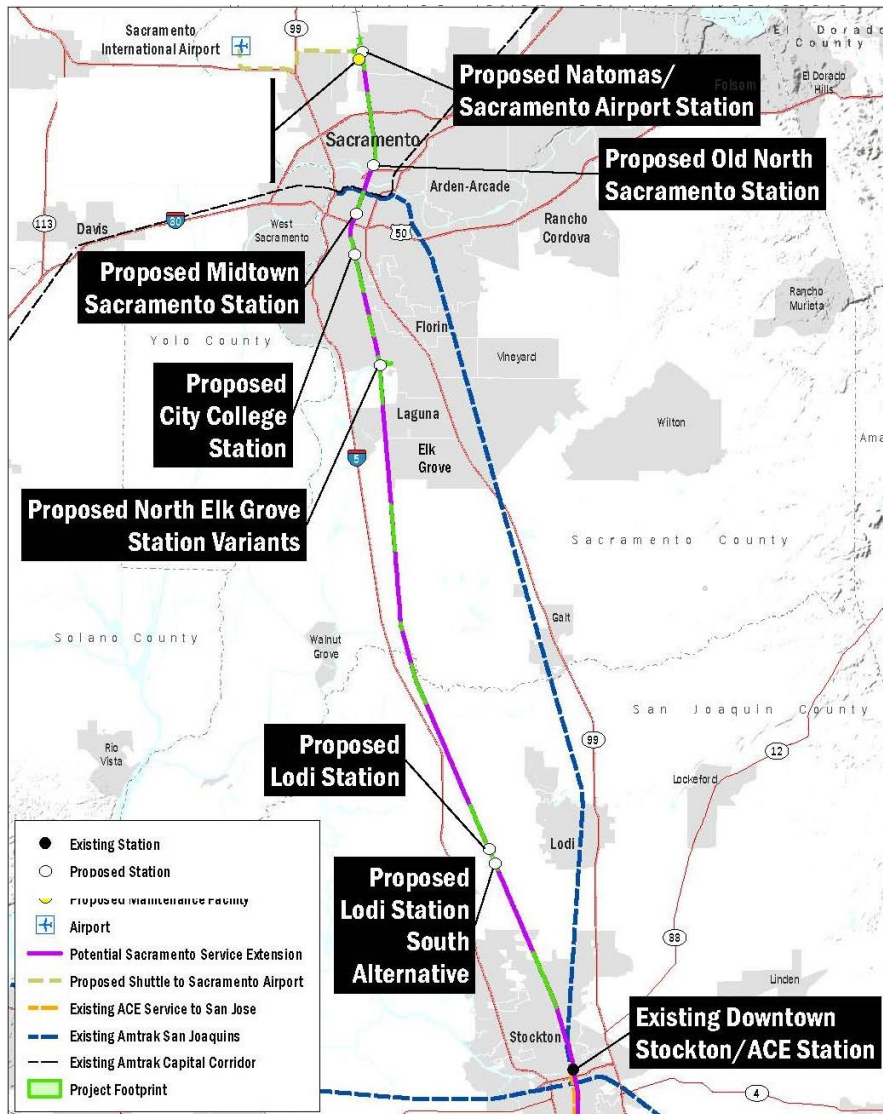 Sacramento
International Airport
99
El Dorado
County
El Dorado
Hills
Folsom
Proposed Natomas/
Sacramento Airport Station
Sacramento
Proposed Old North
Sacramento Station
Arden-Arcade
113
Davis
80
West
Sacramento
50
Rancho
Cordova
Proposed Midtown
Sacramento Station
Rancho
Murieta
Yolo County
Florin
Vineyard
Proposed
City College
Station
Laguna
Wilton
Elk
Grove
Ama
5
Proposed North Elk Grove
Station Variants
Sacramento County
Solano County
Walnut
Grove
Galt
San Joaquin County
Rio
Vista
Proposed
Lodi Station
99
12
Lockeford
Lodi
Proposed
Lodi Station
South
Alternative
88
Linden
Stockton
Existing Downtown
Stockton/ACE Station
4
Existing Station
Proposed Station
Proposed Maintenance Facility
Airport
Potential Sacramento Service Extension
Proposed Shuttle to Sacramento Airport
Existing ACE Service to San Jose
Existing Amtrak San Joaquins
Existing Amtrak Capital Corridor
Project Footprint